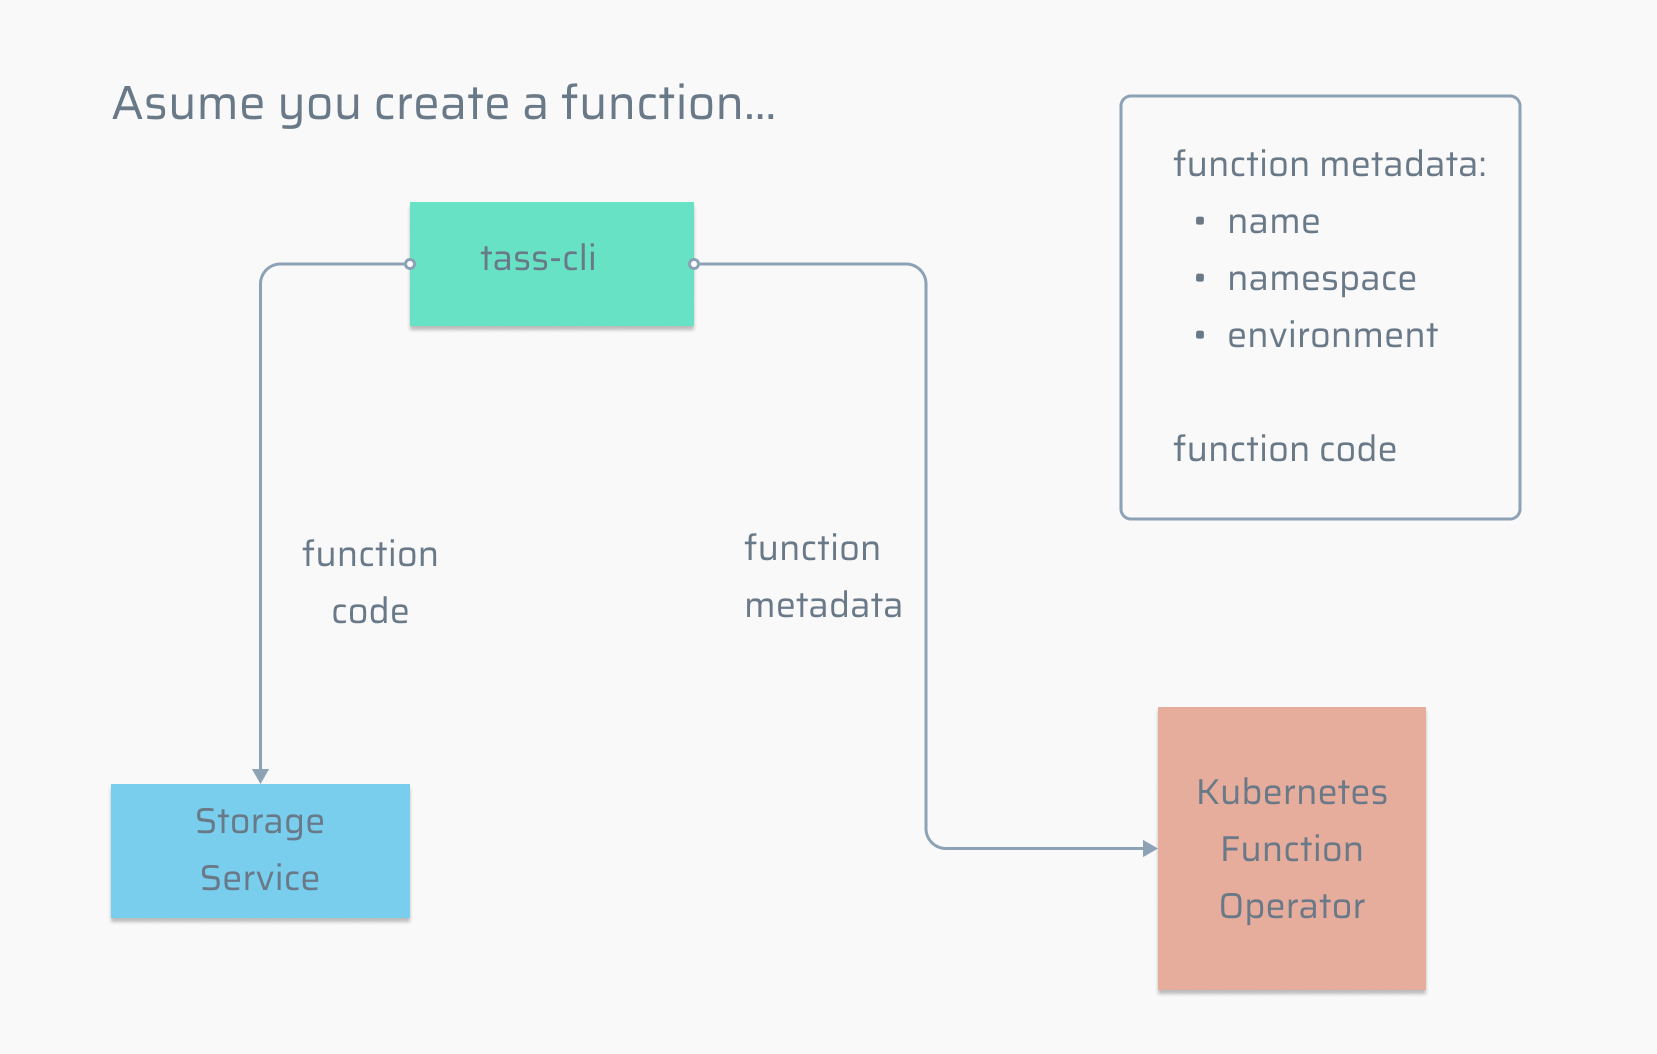 Asume you create a function...
tass-cli
function metadata:
• name
• namespace
• environment
function code
function
code
function
metadata
Storage
Service
Kubernetes
Function
Operator